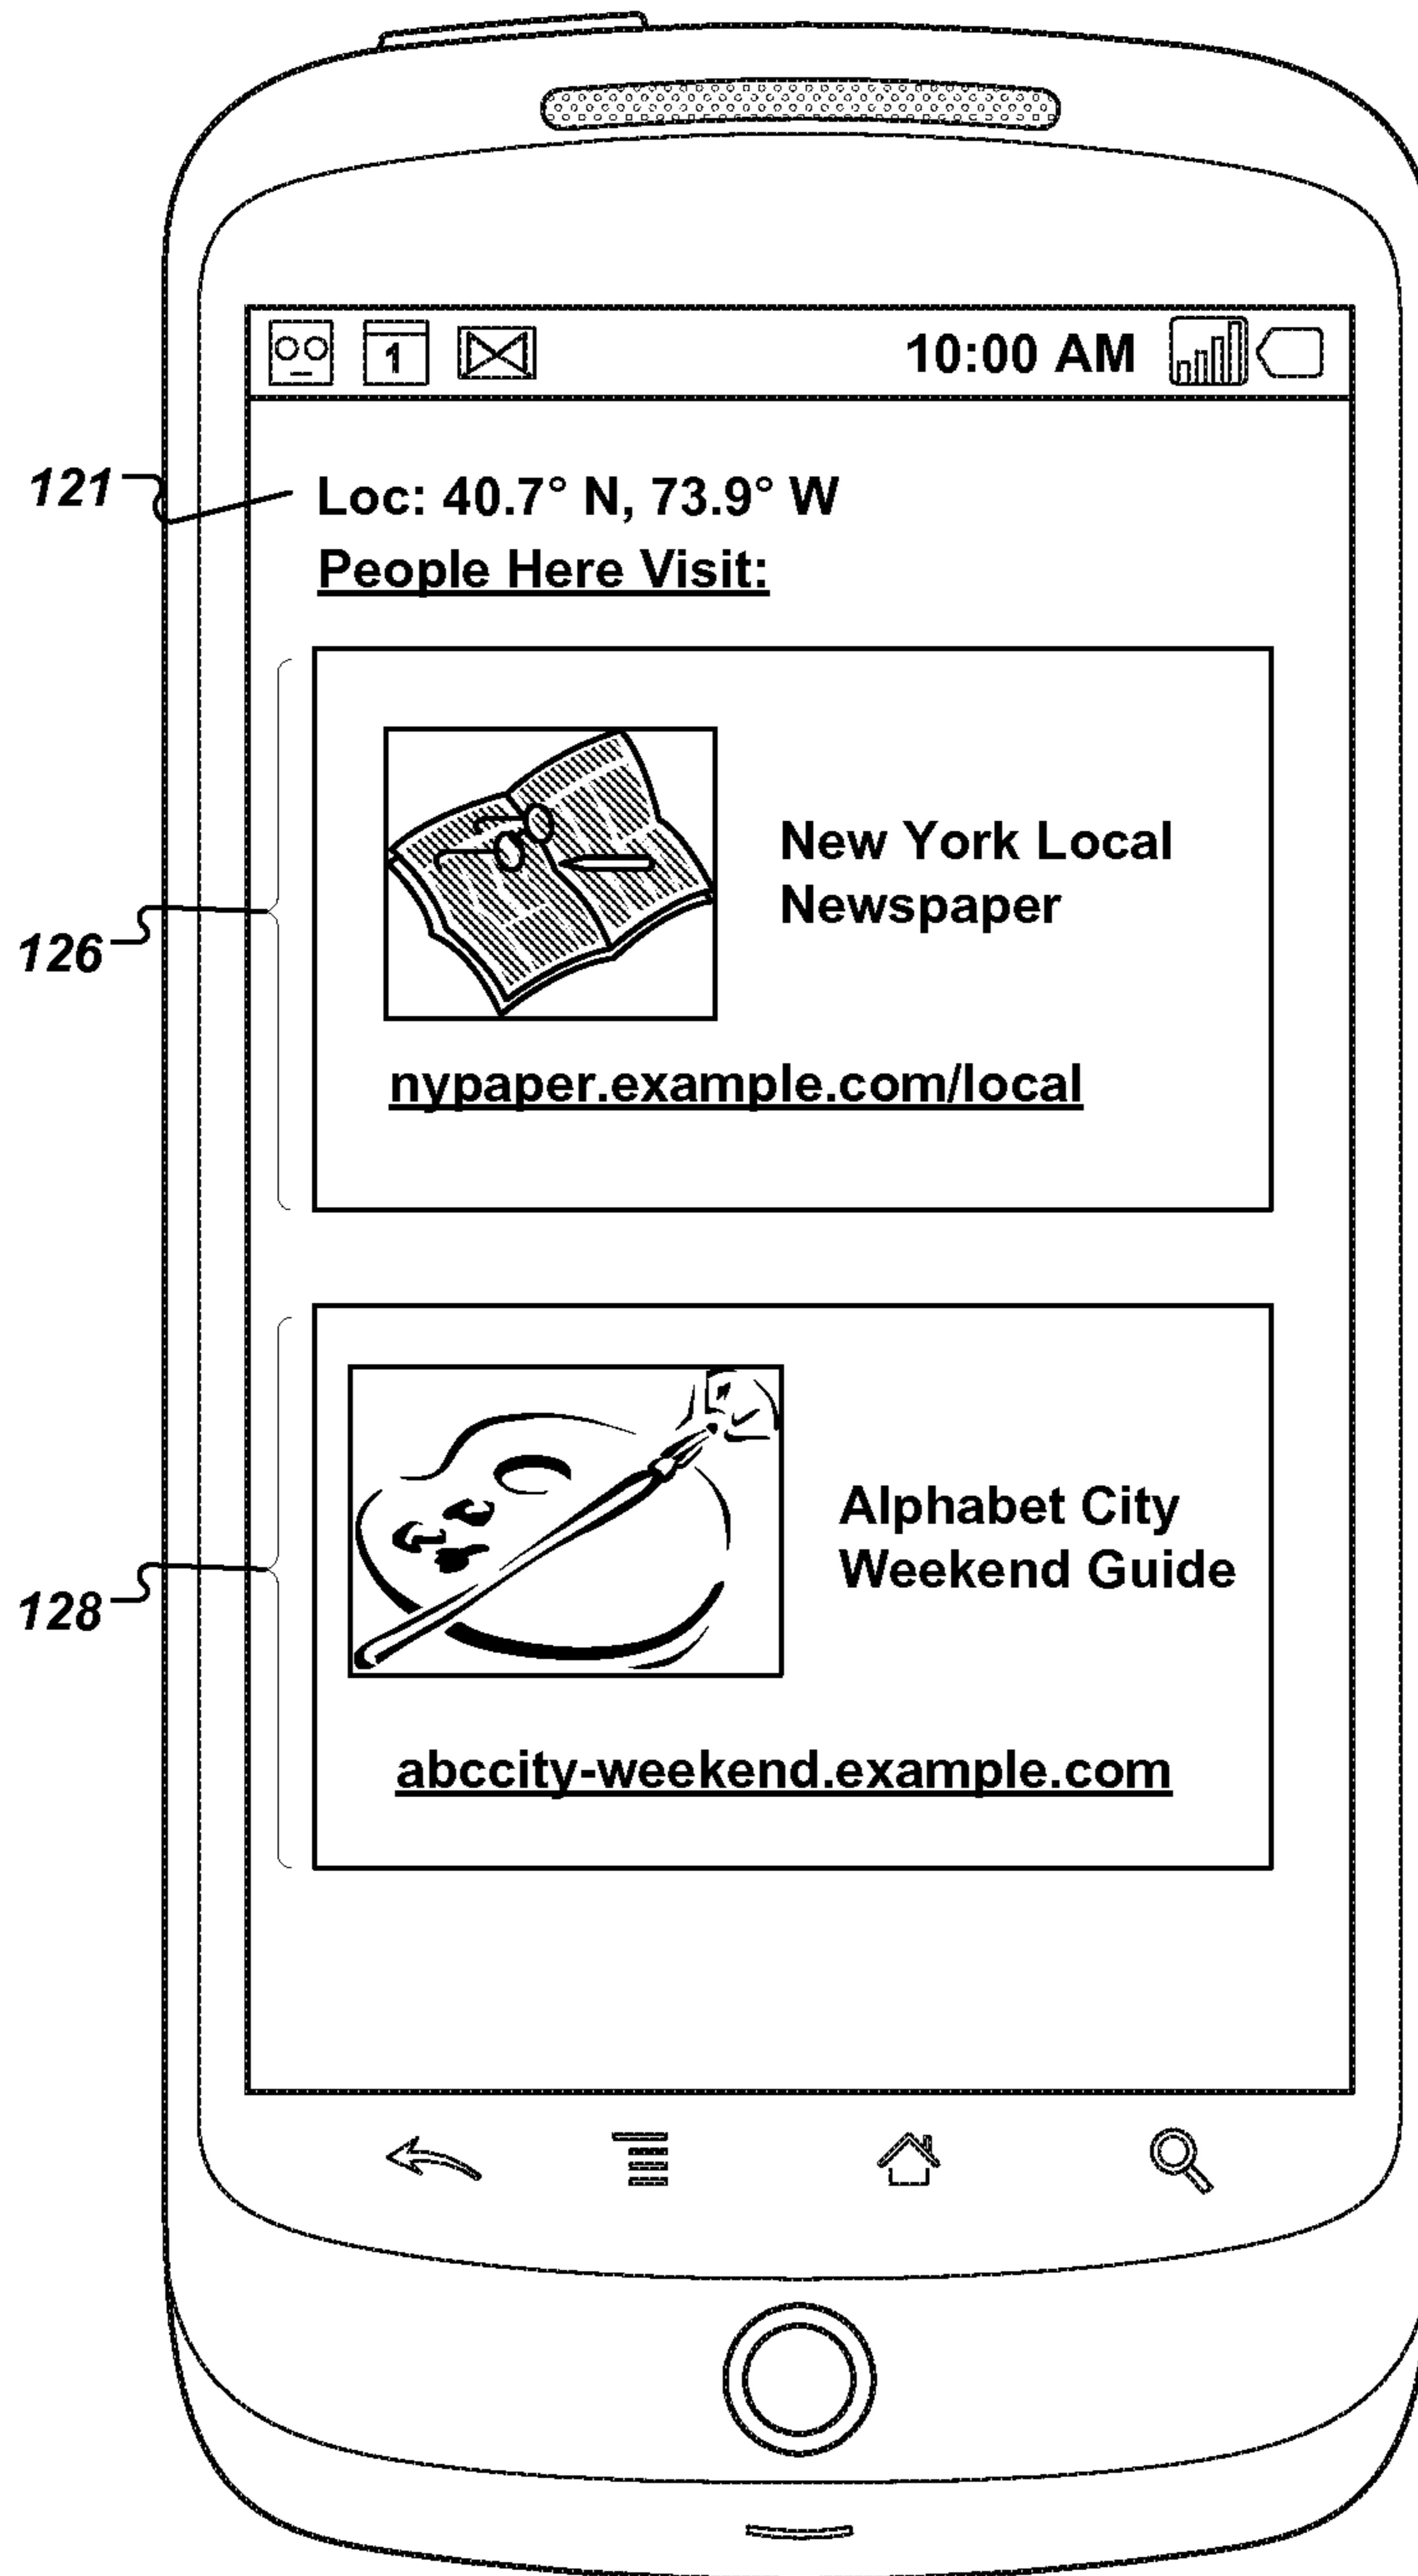 1
10:00 AM
121
Loc: 40.7° N, 73.9° W
People Here Visit:
126
New York Local
Newspaper
nypaper.example.com/local
128
Alphabet City
Weekend Guide
abccity-weekend.example.com